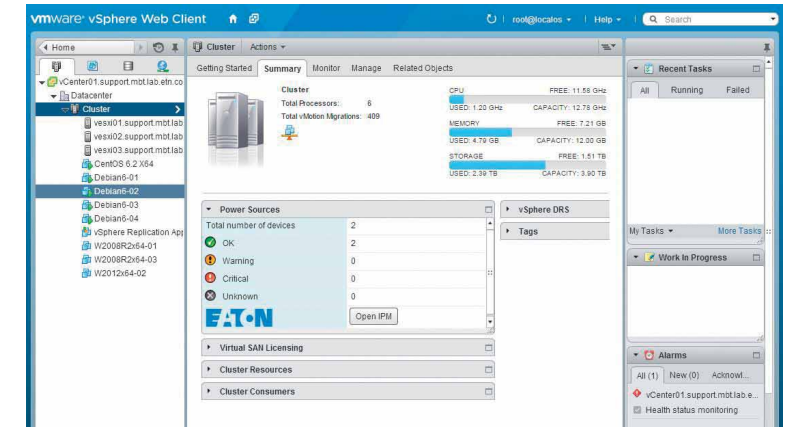 vmware vSphere Web Client
root@localos
Help
Search
Home
vCenter01.support.mbt.lab.etn.co
Datacenter
Cluster
vesxi01.support.mbt.lab
vesxi02.support.mbt.lab
vesxi03.support.mbt.lab
CentOS 6.2 X64
Debian6-01
Debian6-02
Debian6-03
Debian6-04
vSphere Replication App
W2008R2x64-01
W2008R2x64-03
W2012x64-02
Cluster Actions
Getting Started Summary Monitor Manage Related Objects
Cluster
Total Processors: 6
Total vMotion Migrations: 409
CPU FREE: 11.58 GHz
USED: 1.20 GHz CAPACITY: 12.78 GHz
MEMORY FREE: 7.21 GB
USED: 4.79 GB CAPACITY: 12.00 GB
STORAGE FREE: 1.51 TB
USED: 2.39 TB CAPACITY: 3.90 TB
Power Sources
Total number of devices 2
OK 2
Warning 0
Critical 0
Unknown 0
EATON
Open IPM
Virtual SAN Licensing
Cluster Resources
Cluster Consumers
vSphere DRS
Tags
Recent Tasks
All Running Failed
My Tasks More Tasks
Work In Progress
Alarms
All (1) New (0) Acknowl...
vCenter01.support.mbt.lab.e...
Health status monitoring